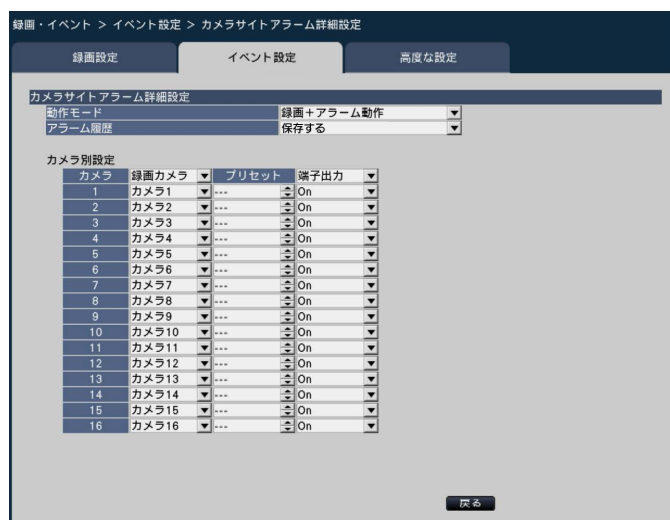 録画・イベント > イベント設定 > カメラサイトアラーム詳細設定
録画設定 イベント設定 高度な設定
カメラサイトアラーム詳細設定
動作モード 録画＋アラーム動作
アラーム履歴 保存する
カメラ別設定
カメラ 録画カメラ プリセット 端子出力
1 カメラ1 --- On
2 カメラ2 --- On
3 カメラ3 --- On
4 カメラ4 --- On
5 カメラ5 --- On
6 カメラ6 --- On
7 カメラ7 --- On
8 カメラ8 --- On
9 カメラ9 --- On
10 カメラ10 --- On
11 カメラ11 --- On
12 カメラ12 --- On
13 カメラ13 --- On
14 カメラ14 --- On
15 カメラ15 --- On
16 カメラ16 --- On
戻る